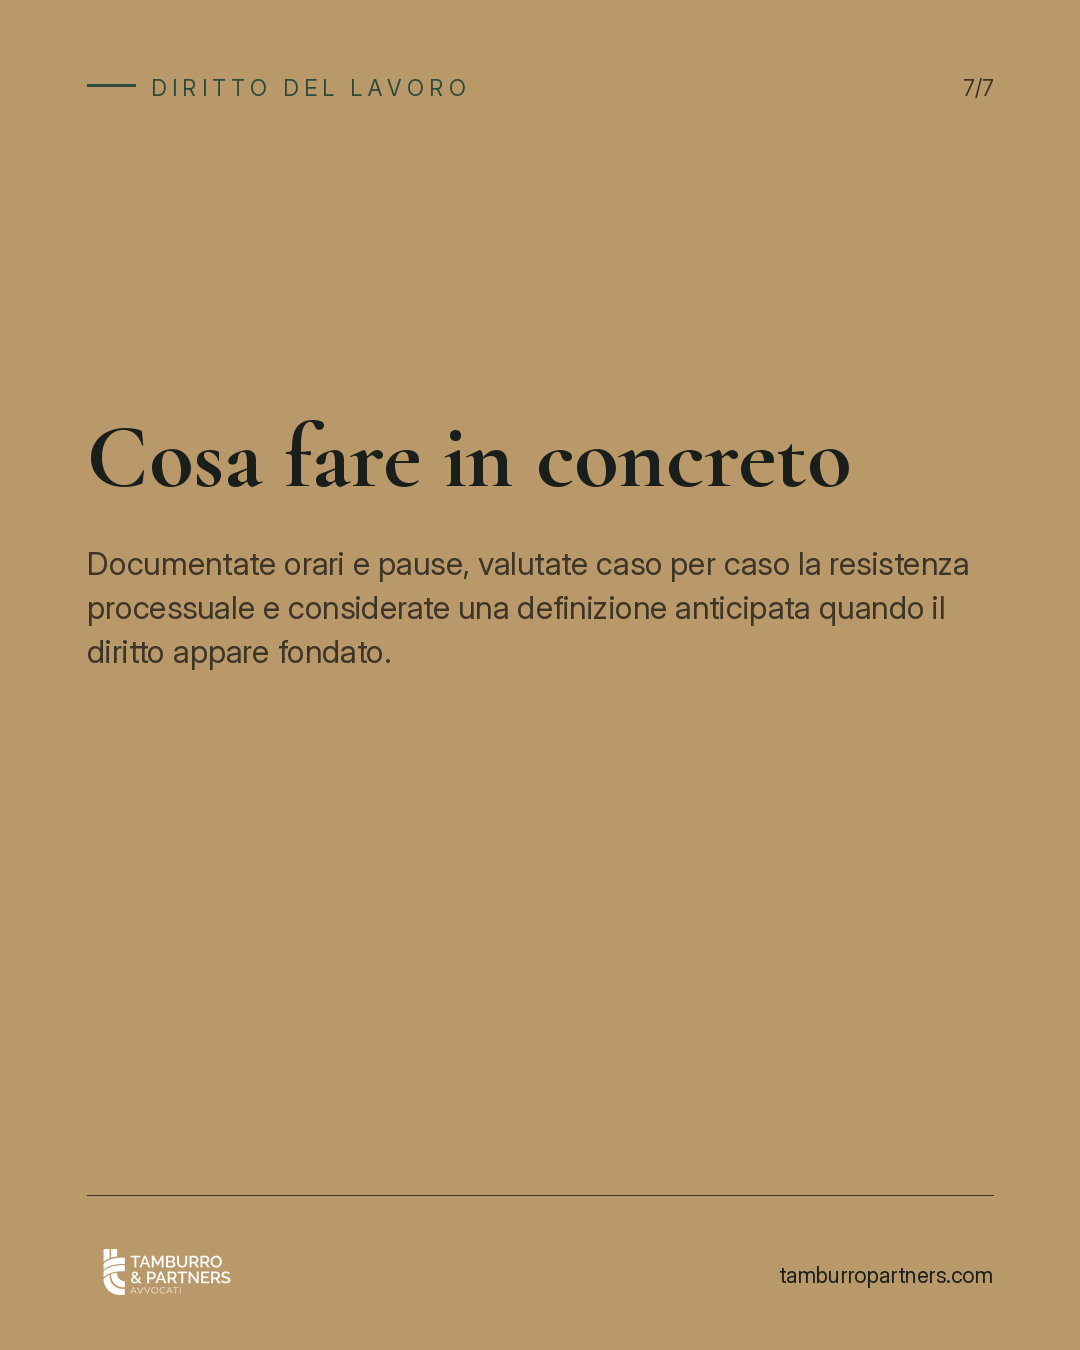 DIRITTO DEL LAVORO
7/7
Cosa fare in concreto
Documentate orari e pause, valutate caso per caso la resistenza
processuale e considerate una definizione anticipata quando il
diritto appare fondato.
TAMBURRO
& PARTNERS
AVVOCATI
tamburropartners.com